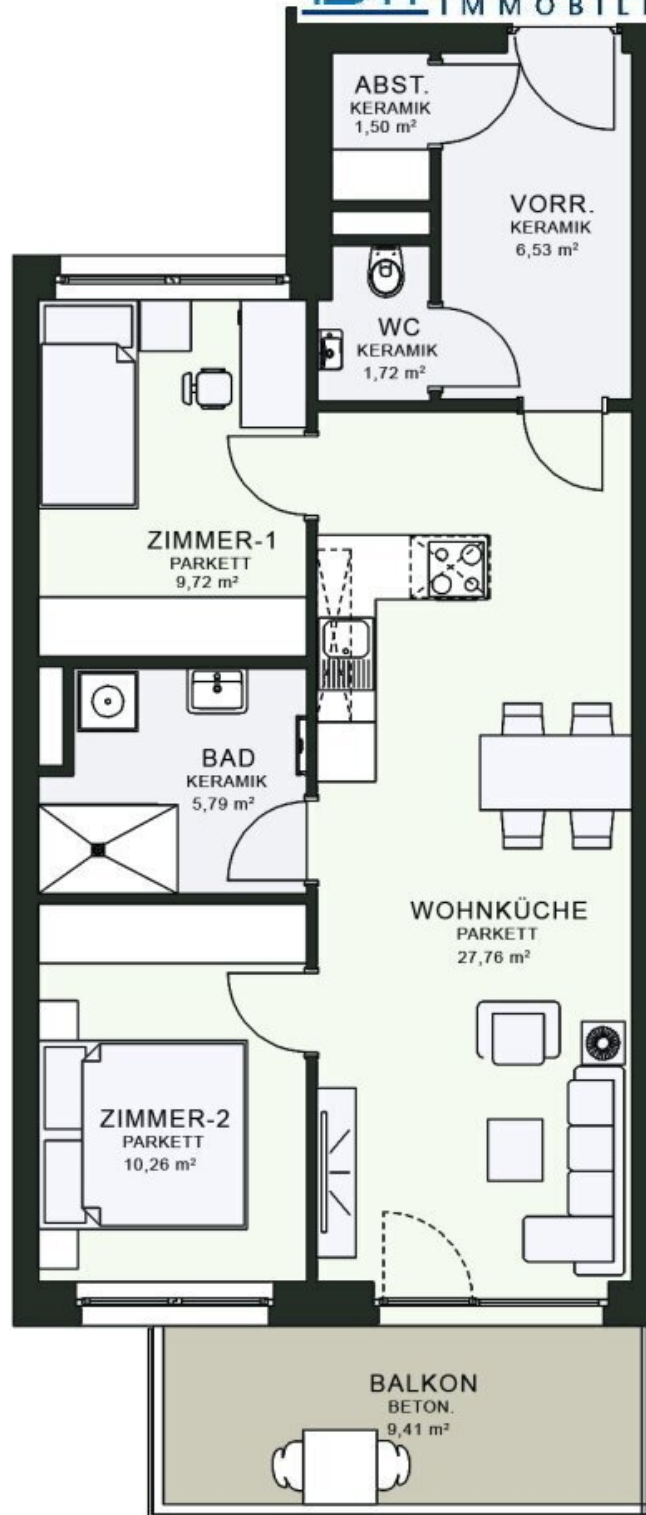 IMMOBILI
ABST.
KERAMIK
1,50 m²
VORR.
KERAMIK
6,53 m²
WC
KERAMIK
1,72 m²
ZIMMER-1
PARKETT
9,72 m²
BAD
KERAMIK
5,79 m²
WOHNKÜCHE
PARKETT
27,76 m²
ZIMMER-2
PARKETT
10,26 m²
BALKON
BETON.
9,41 m²